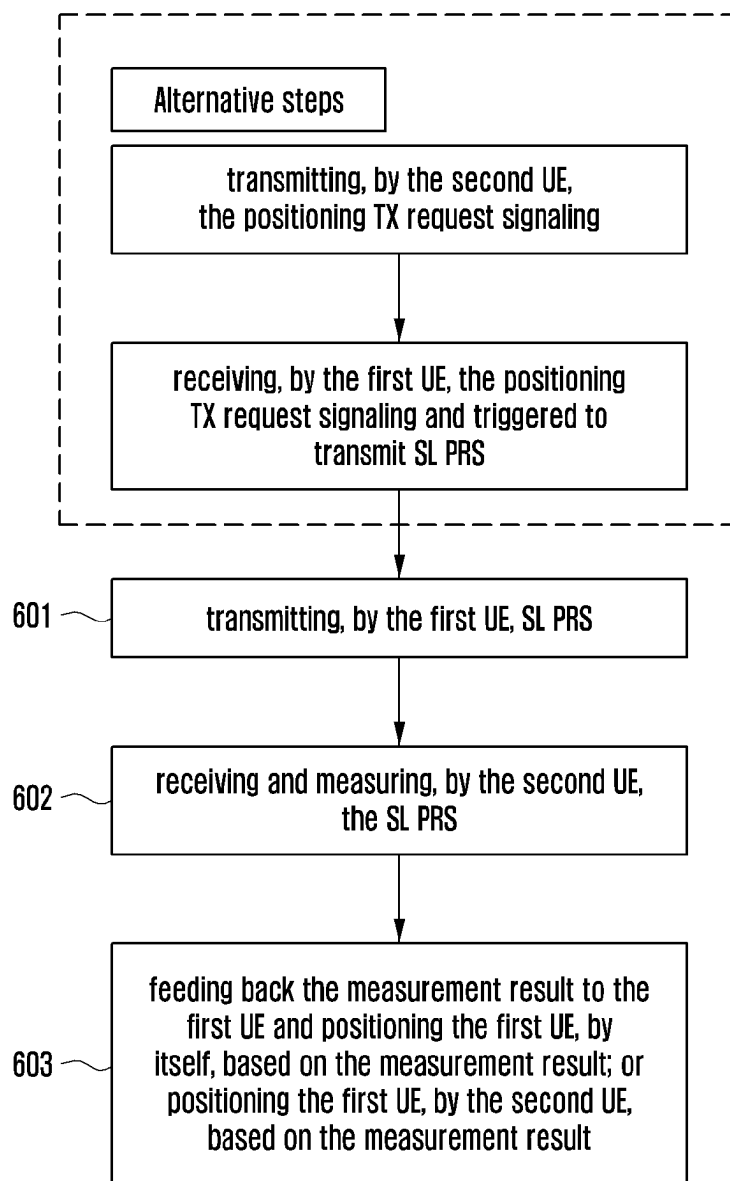 Alternative steps
transmitting, by the second UE,
the positioning TX request signaling
receiving, by the first UE, the positioning
TX request signaling and triggered to
transmit SL PRS
601
transmitting, by the first UE, SL PRS
602
receiving and measuring, by the second UE,
the SL PRS
603
feeding back the measurement result to the
first UE and positioning the first UE, by
itself, based on the measurement result; or
positioning the first UE, by the second UE,
based on the measurement result